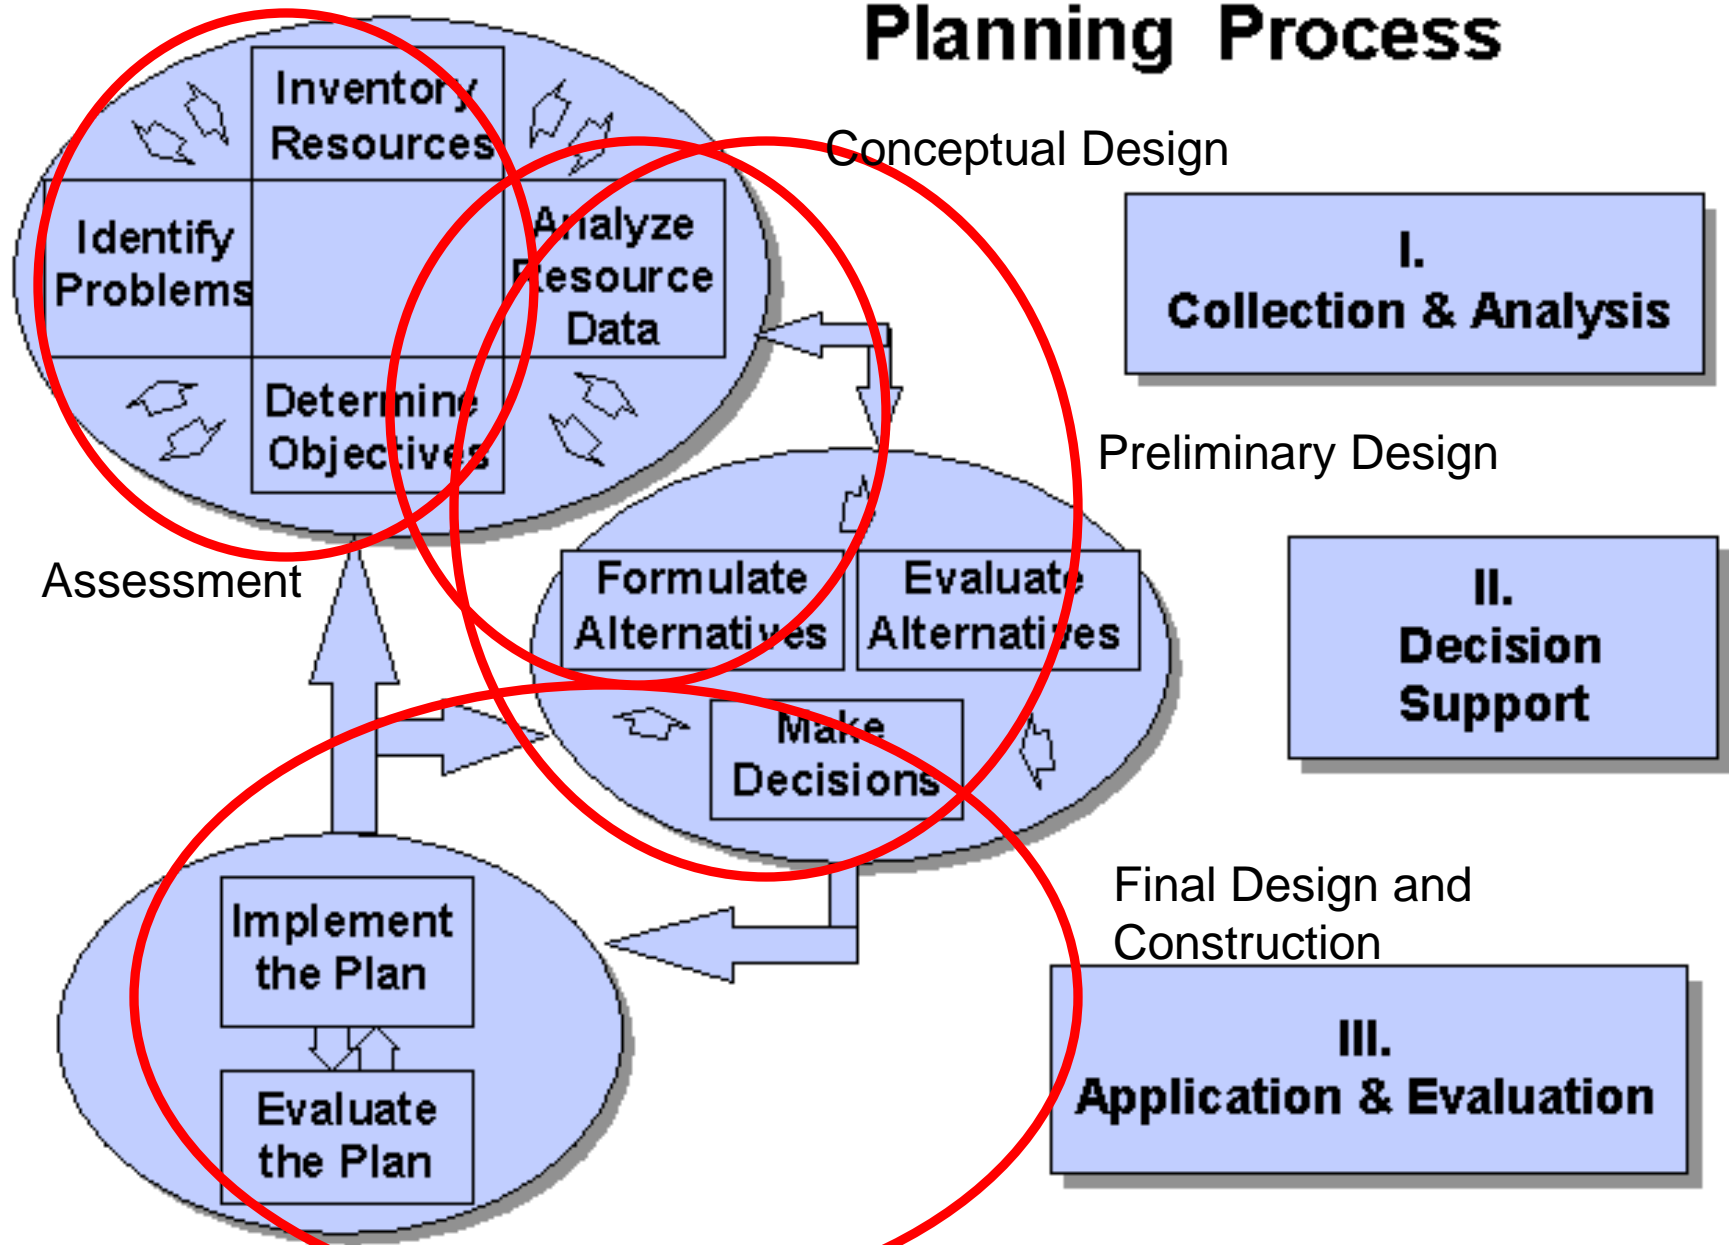 Planning Process
Inventory
Resources
Identify
Problems
Analyze
Resource
Data
Determine
Objectives
Conceptual Design
I.
Collection & Analysis
Preliminary Design
Assessment
Formulate
Alternatives
Evaluate
Alternatives
Make
Decisions
II.
Decision
Support
Final Design and
Construction
Implement
the Plan
Evaluate
the Plan
III.
Application & Evaluation